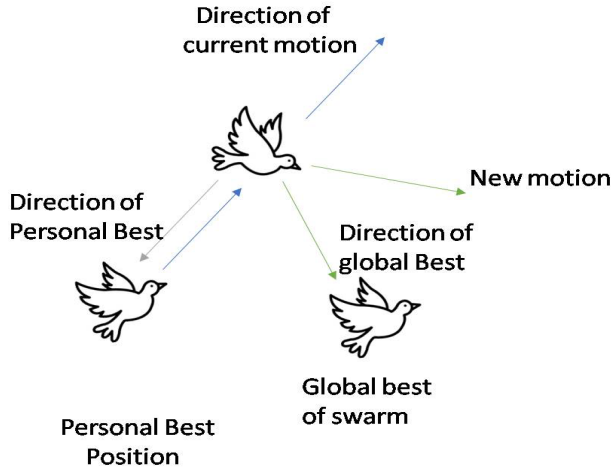 Direction of
current motion
New motion
Direction of
Personal Best
Direction of
global Best
Global best
of swarm
Personal Best
Position